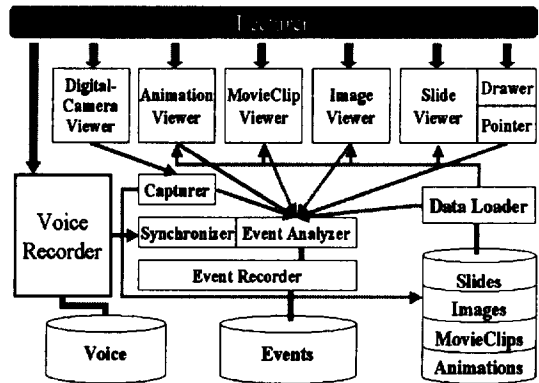 Lecturer
Digital-
Camera
Viewer
Animation
Viewer
MovieClip
Viewer
Image
Viewer
Slide
Viewer
Drawer
Pointer
Capturer
Voice
Recorder
Synchronizer
Event Analyzer
Data Loader
Event Recorder
Slides
Images
MovieClips
Animations
Voice
Events